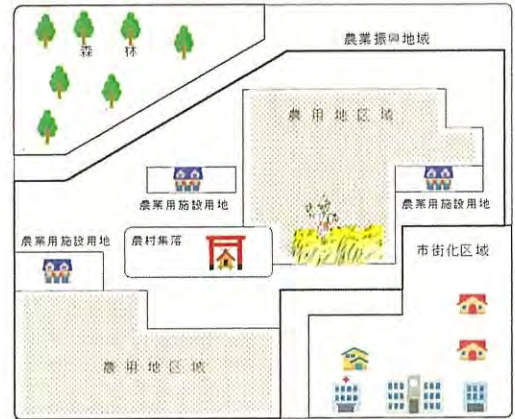 森林
農業振興地域
農用地区域
農業用施設用地
農業用施設用地
農村集落
農業用施設用地
市街化区域
農用地区域